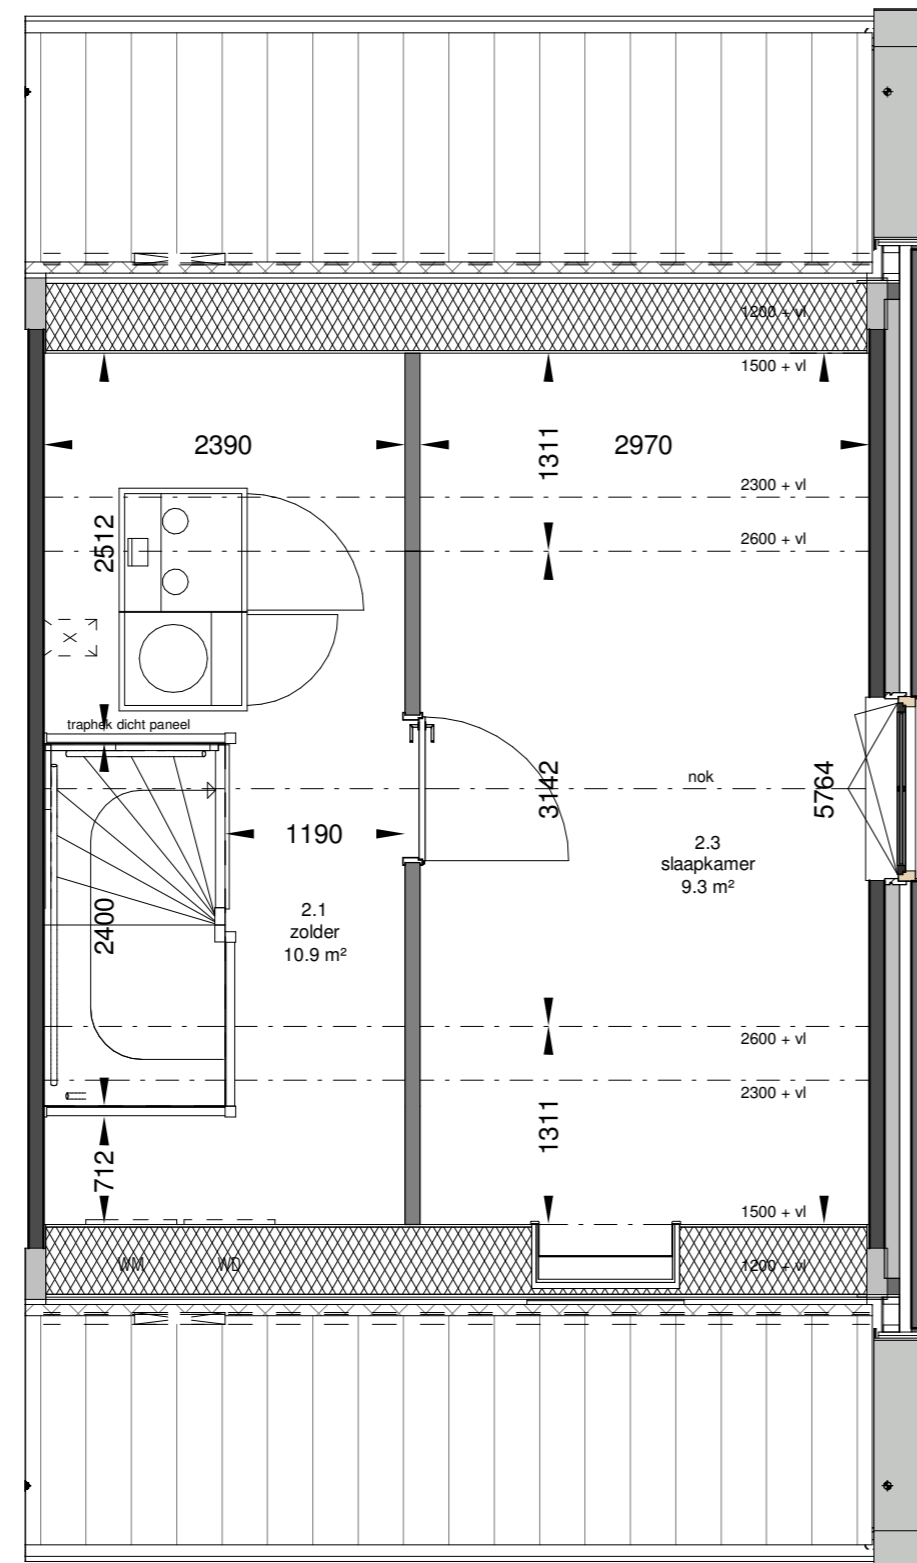 1200 + vl
1500 + vl
2390
1311
2970
2300 + vl
2512
2600 + vl
X
traphek dicht paneel
nok
3142
5764
1190
2.3
slaapkamer
9.3 m²
2400
2.1
zolder
10.9 m²
2600 + vl
2300 + vl
1311
712
1500 + vl
WM
WD
1200 + vl